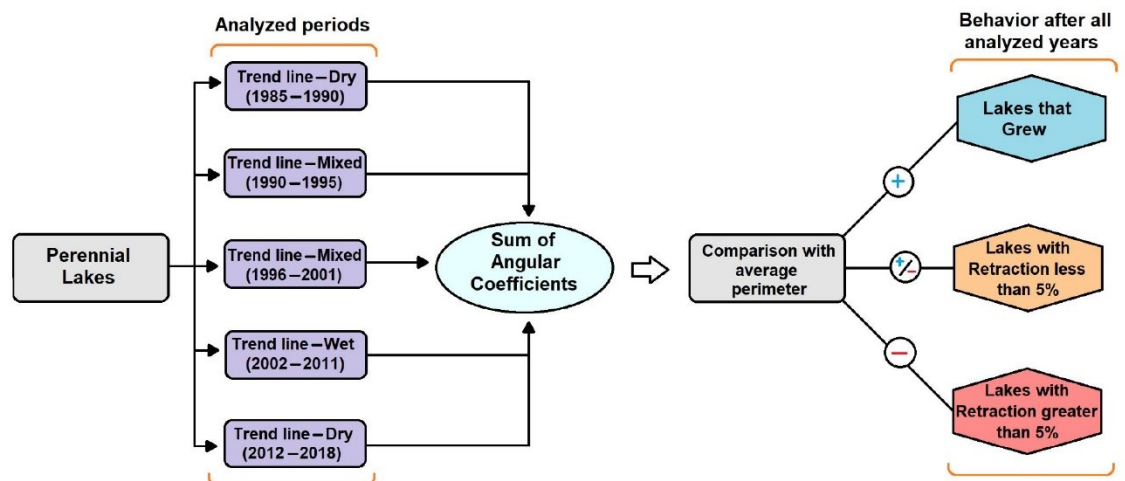 Analyzed periods
Trend line–Dry
(1985–1990)
Trend line–Mixed
(1990–1995)
Trend line–Mixed
(1996–2001)
Trend line–Wet
(2002–2011)
Trend line–Dry
(2012–2018)
Perennial
Lakes
Sum of
Angular
Coefficients
Comparison with
average
perimeter
Behavior after all
analyzed years
+
Lakes that
Grew
+/−
Lakes with
Retraction less
than 5%
−
Lakes with
Retraction greater
than 5%